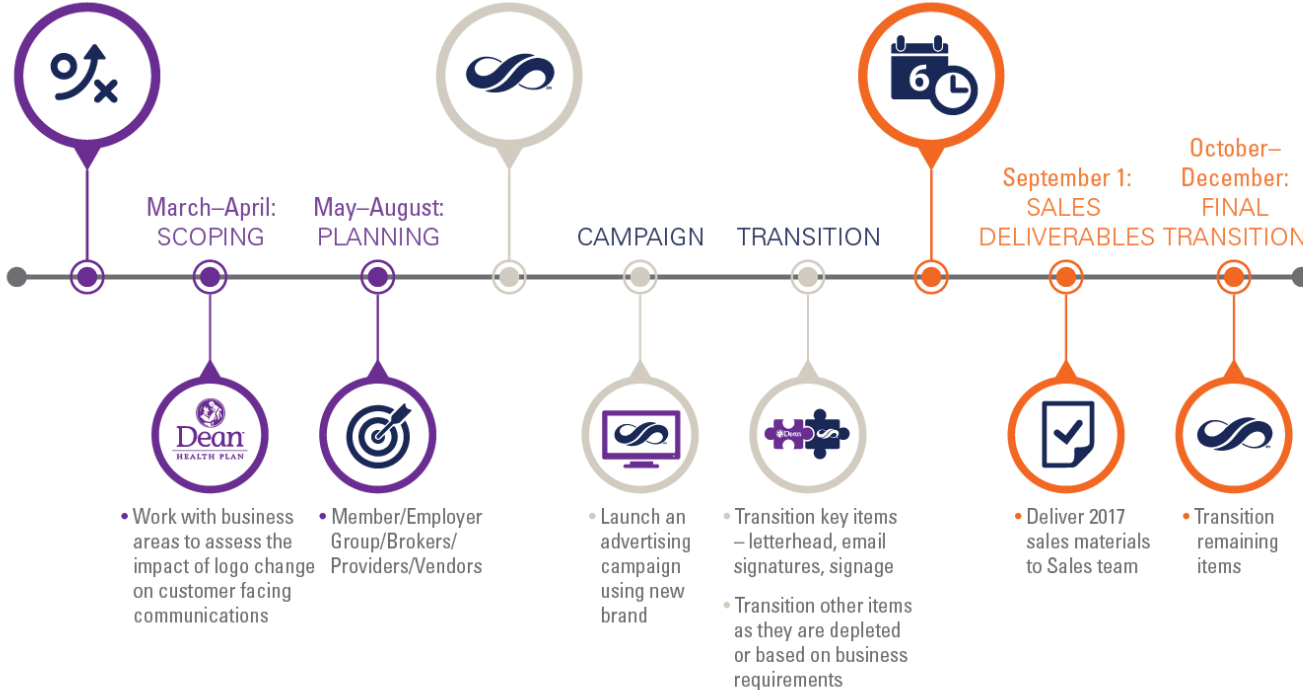 March–April:
SCOPING
Dean
HEALTH PLAN
• Work with business
areas to assess the
impact of logo change
on customer facing
communications
May–August:
PLANNING
• Member/Employer
Group/Brokers/
Providers/Vendors
SM
CAMPAIGN
• Launch an
advertising
campaign
using new
brand
TRANSITION
Dean
• Transition key items
– letterhead, email
signatures, signage
• Transition other items
as they are depleted
or based on business
requirements
6
September 1:
SALES
DELIVERABLES
• Deliver 2017
sales materials
to Sales team
October–
December:
FINAL
TRANSITION
SM
• Transition
remaining
items